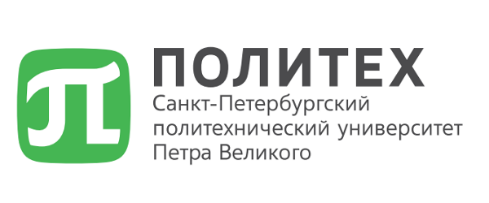 П
ПОЛИТЕХ
Санкт-Петербургский
политехнический университет
Петра Великого